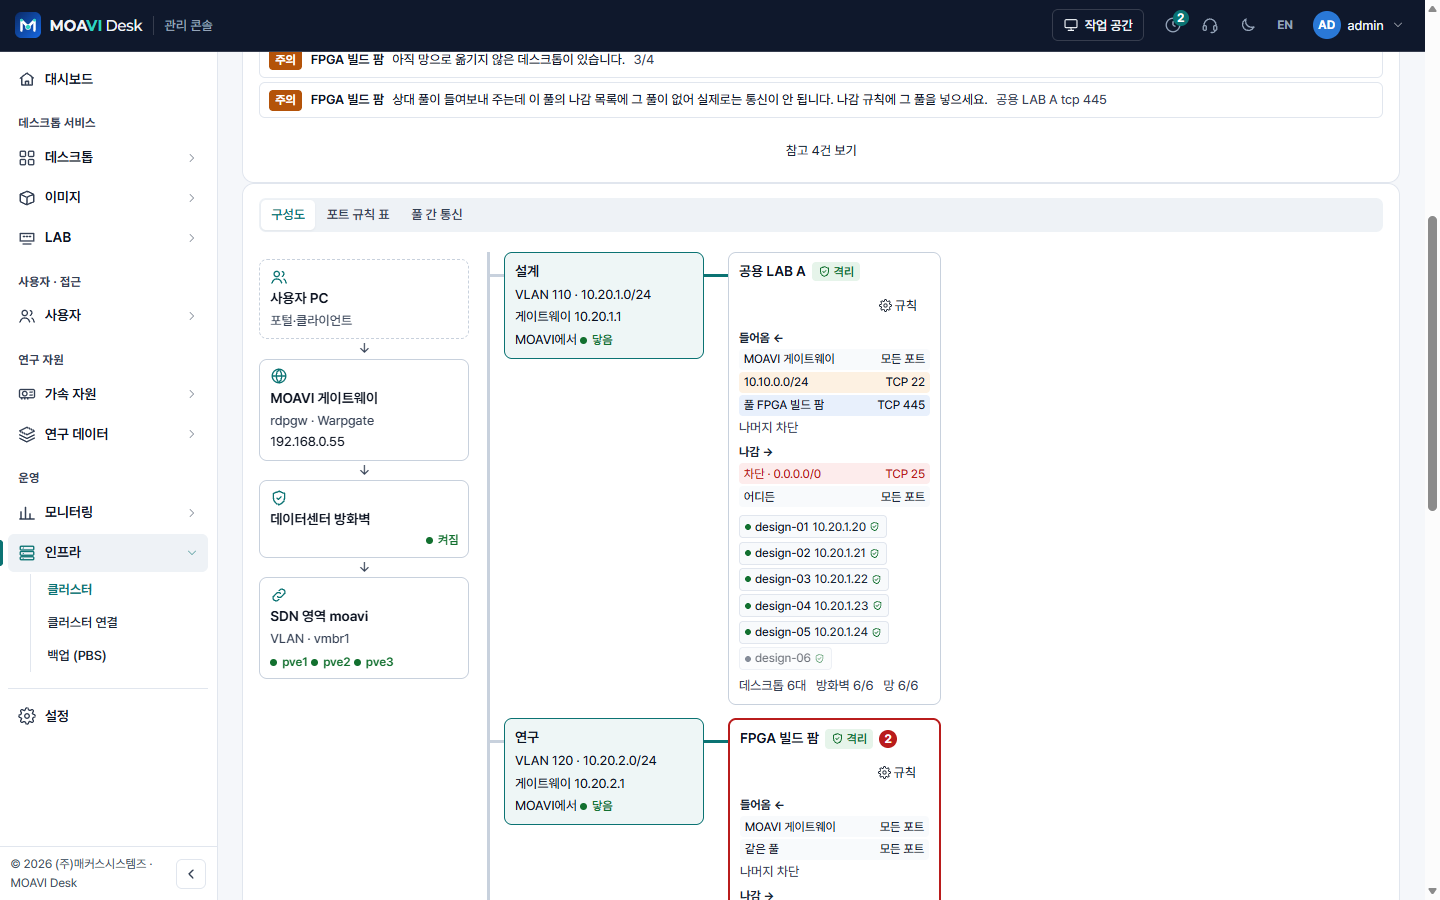 MOAVI Desk
관리 콘솔
작업 공간
2
EN
AD
admin
대시보드
데스크톱 서비스
데스크톱
이미지
LAB
사용자 · 접근
사용자
연구 자원
가속 자원
연구 데이터
운영
모니터링
인프라
클러스터
클러스터 연결
백업 (PBS)
설정
© 2026 (주)매커스시스템즈 ·
MOAVI Desk
주의 FPGA 빌드 팜 아직 망으로 옮기지 않은 데스크톱이 있습니다. 3/4
주의 FPGA 빌드 팜 상대 풀이 들여보내 주는데 이 풀의 나감 목록에 그 풀이 없어 실제로는 통신이 안 됩니다. 나감 규칙에 그 풀을 넣으세요. 공용 LAB A tcp 445
참고 4건 보기
구성도 포트 규칙 표 풀 간 통신
사용자 PC
포털·클라이언트
MOAVI 게이트웨이
rdpgw · Warpgate
192.168.0.55
데이터센터 방화벽
켜짐
SDN 영역 moavi
VLAN · vmbr1
pve1 pve2 pve3
설계
VLAN 110 · 10.20.1.0/24
게이트웨이 10.20.1.1
MOAVI에서 닿음
공용 LAB A 격리
규칙
들어옴 ←
MOAVI 게이트웨이 모든 포트
10.10.0.0/24 TCP 22
풀 FPGA 빌드 팜 TCP 445
나머지 차단
나감 →
차단 · 0.0.0.0/0 TCP 25
어디든 모든 포트
design-01 10.20.1.20
design-02 10.20.1.21
design-03 10.20.1.22
design-04 10.20.1.23
design-05 10.20.1.24
design-06
데스크톱 6대 방화벽 6/6 망 6/6
연구
VLAN 120 · 10.20.2.0/24
게이트웨이 10.20.2.1
MOAVI에서 닿음
FPGA 빌드 팜 격리 2
규칙
들어옴 ←
MOAVI 게이트웨이 모든 포트
같은 풀 모든 포트
나머지 차단
나감 →